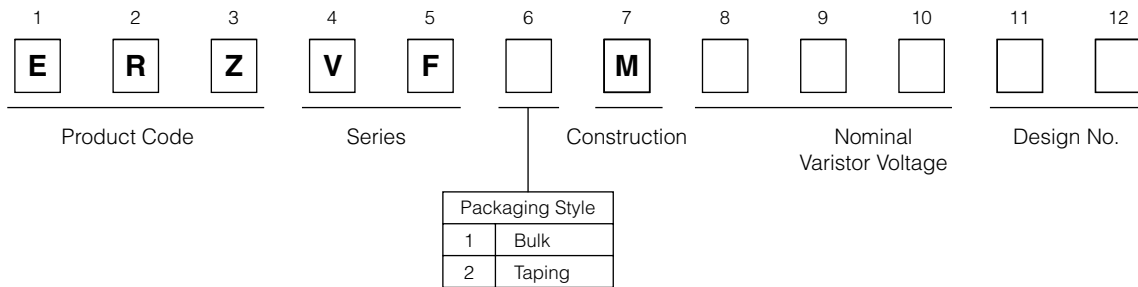 1 2 3 4 5 6 7 8 9 10 11 12
E R Z V F M
Product Code Series Construction Nominal Varistor Voltage Design No.
Packaging Style
1 Bulk
2 Taping